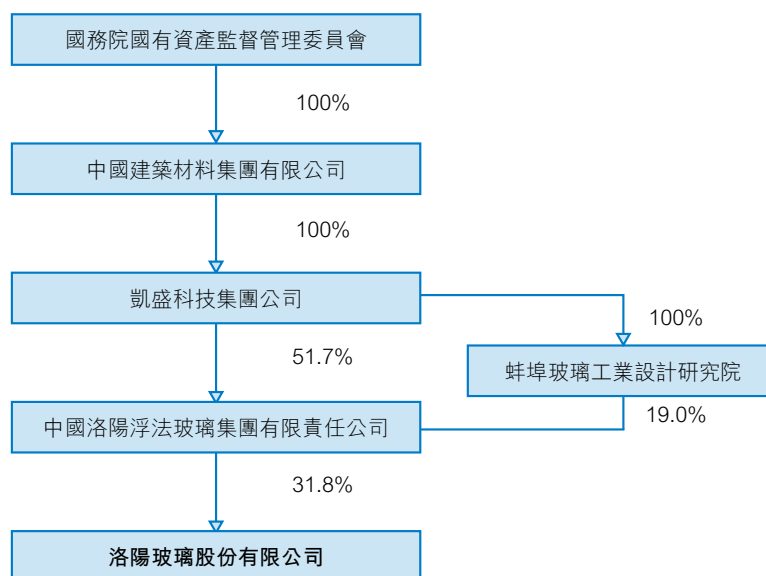 國務院國有資產監督管理委員會
100%
中國建築材料集團有限公司
100%
凱盛科技集團公司
100%
51.7%
蚌埠玻璃工業設計研究院
中國洛陽浮法玻璃集團有限責任公司
19.0%
31.8%
洛陽玻璃股份有限公司